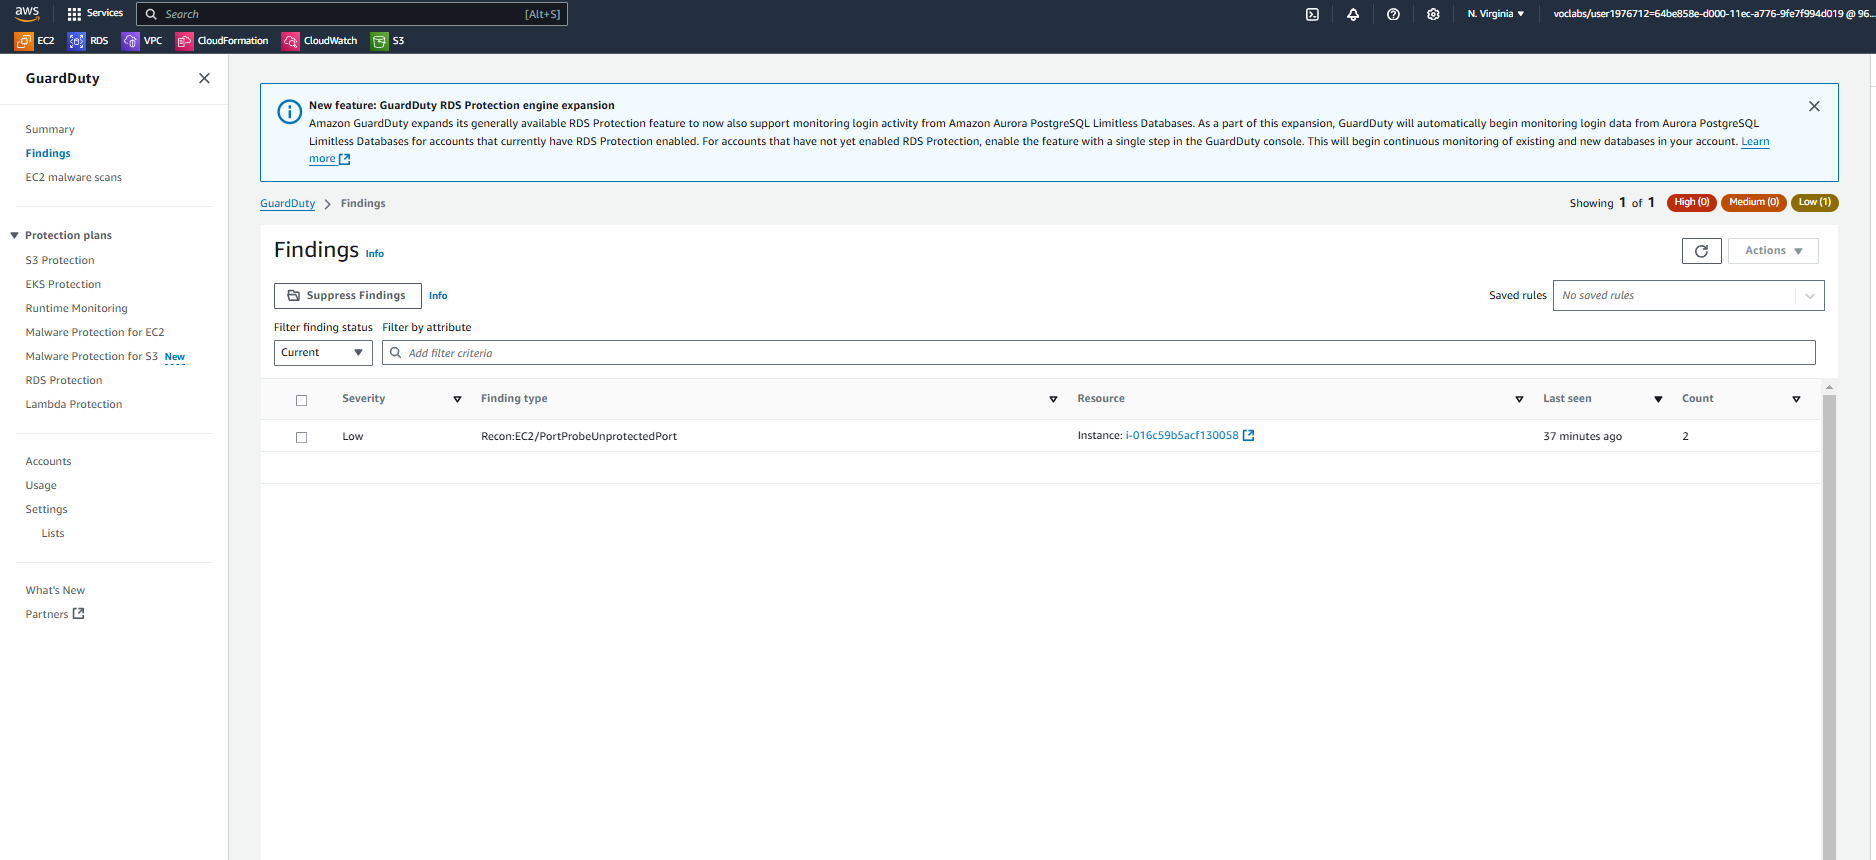 aws
Services
Search
[Alt+S]
N. Virginia
voclabs/user1976712=64be858e-d000-11ec-a776-9fe7f994d019 @ 96...
EC2
RDS
VPC
CloudFormation
CloudWatch
S3
GuardDuty
Summary
Findings
EC2 malware scans
Protection plans
S3 Protection
EKS Protection
Runtime Monitoring
Malware Protection for EC2
Malware Protection for S3 New
RDS Protection
Lambda Protection
Accounts
Usage
Settings
Lists
What's New
Partners
New feature: GuardDuty RDS Protection engine expansion
Amazon GuardDuty expands its generally available RDS Protection feature to now also support monitoring login activity from Amazon Aurora PostgreSQL Limitless Databases. As a part of this expansion, GuardDuty will automatically begin monitoring login data from Aurora PostgreSQL
Limitless Databases for accounts that currently have RDS Protection enabled. For accounts that have not yet enabled RDS Protection, enable the feature with a single step in the GuardDuty console. This will begin continuous monitoring of existing and new databases in your account. Learn
more
GuardDuty > Findings
Showing 1 of 1
High (0)
Medium (0)
Low (1)
Findings Info
Actions
Suppress Findings Info
Saved rules
No saved rules
Filter finding status
Filter by attribute
Current
Add filter criteria
Severity
Finding type
Resource
Last seen
Count
Low
Recon:EC2/PortProbeUnprotectedPort
Instance: i-016c59b5acf130058
37 minutes ago
2